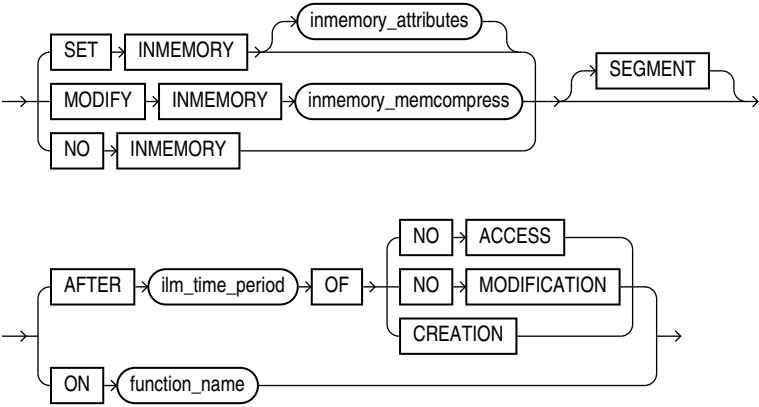 inmemory_attributes
SET INMEMORY
SEGMENT
MODIFY INMEMORY inmemory_memcompress
NO INMEMORY
NO ACCESS
AFTER ilm_time_period OF NO MODIFICATION
CREATION
ON function_name